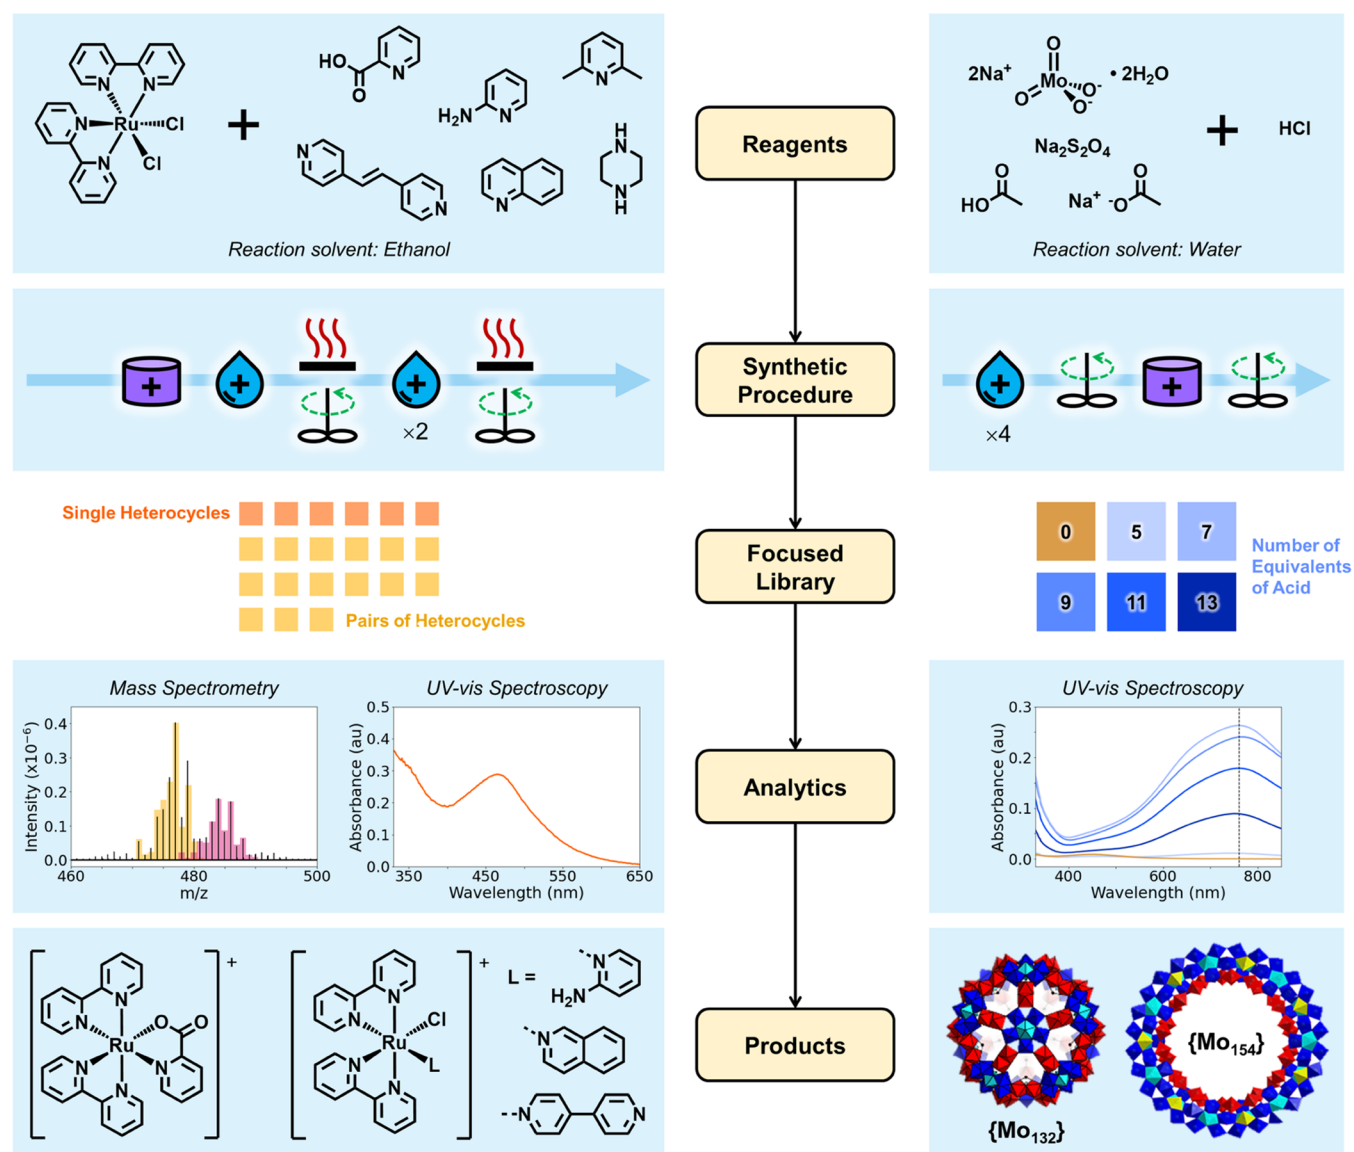 N
N
N
N
Ru
Cl
Cl
+
HO
O
N
H₂N
N
N
N
N
N
H
N
N
H
Reaction solvent: Ethanol
Reagents
2Na⁺
O
Mo
O
O⁻
O⁻
• 2H₂O
Na₂S₂O₄
HO
O
Na⁺
⁻O
O
+
HCl
Reaction solvent: Water
+
+
+
×2
Synthetic
Procedure
+
×4
+
Single Heterocycles
Pairs of Heterocycles
Focused
Library
0
5
7
9
11
13
Number of
Equivalents
of Acid
Mass Spectrometry
Intensity (x10⁻⁶)
0.4
0.3
0.2
0.1
0.0
460
480
500
m/z
UV-vis Spectroscopy
Absorbance (au)
0.5
0.4
0.3
0.2
0.1
0.0
350
450
550
650
Wavelength (nm)
Analytics
UV-vis Spectroscopy
Absorbance (au)
0.3
0.2
0.1
0.0
400
600
800
Wavelength (nm)
N
N
N
N
N
Ru
O
O
+
N
N
N
N
Ru
Cl
L
+
L =
N
H₂N
N
N
N
Products
{Mo₁₃₂}
{Mo₁₅₄}